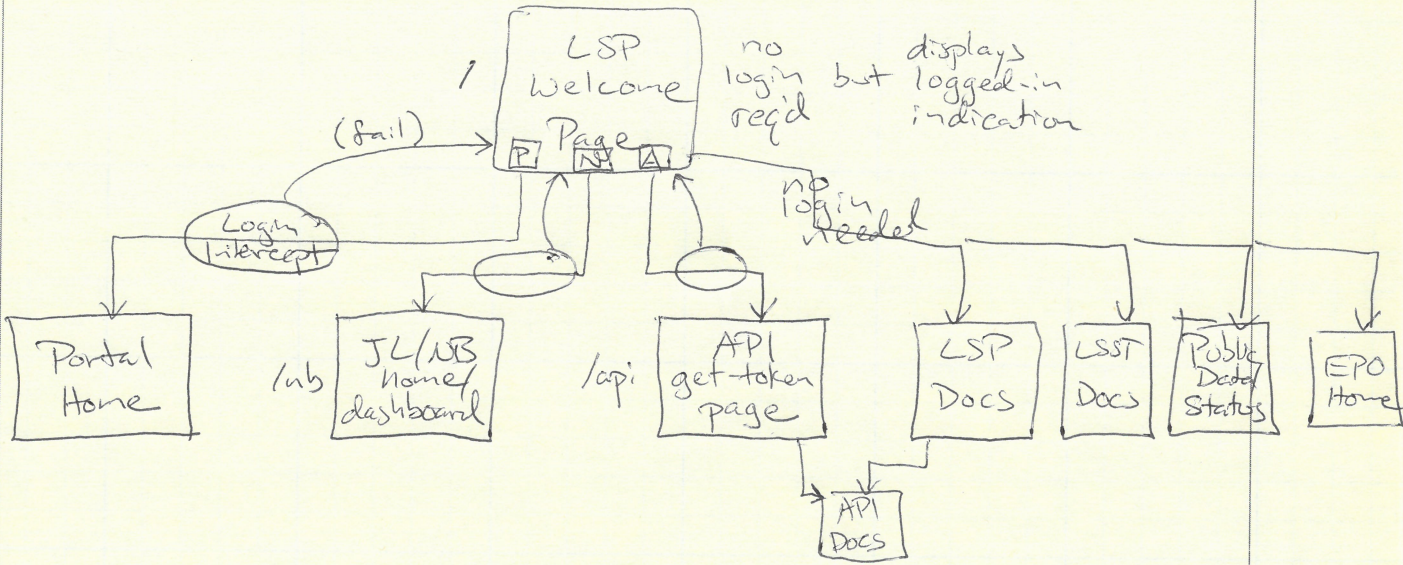 /
LSP
Welcome
Page
P
N
A
no
login
req'd
but
displays
logged-in
indication
(fail)
no
login
needed
Login
Intercept
Portal
Home
/nb
JL/NB
home/
dashboard
/api
API
get-token
page
LSP
Docs
LSST
Docs
Public
Data
Status
EPO
Home
API
Docs